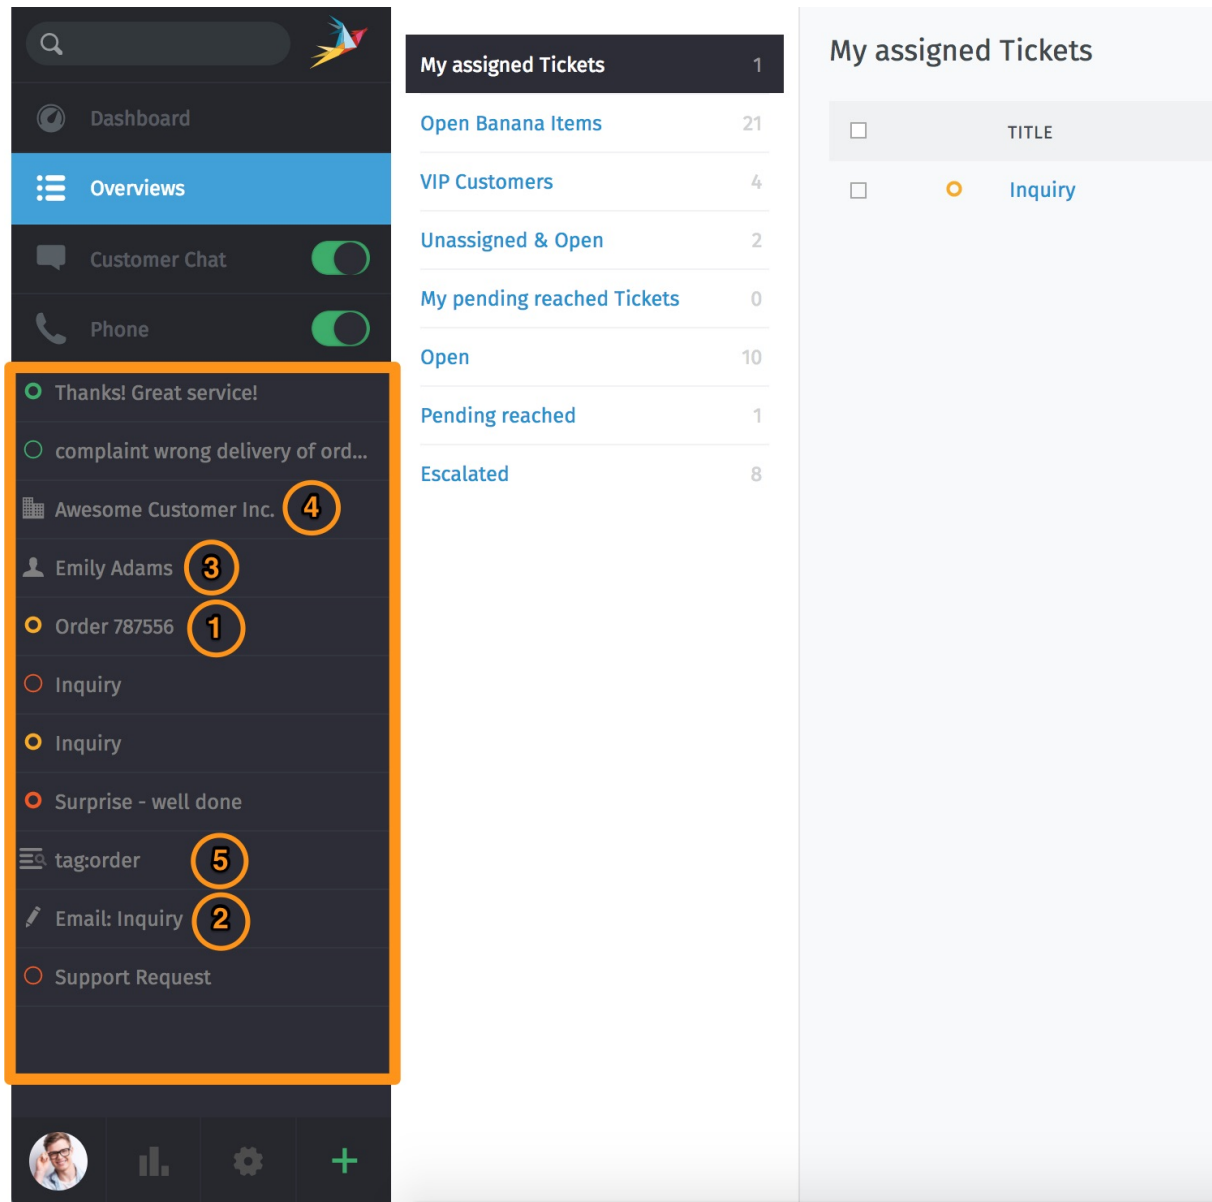 Dashboard
Overviews
Customer Chat
Phone
Thanks! Great service!
complaint wrong delivery of ord...
Awesome Customer Inc. 4
Emily Adams 3
Order 787556 1
Inquiry
Inquiry
Surprise - well done
tag:order 5
Email: Inquiry 2
Support Request
My assigned Tickets 1
Open Banana Items 21
VIP Customers 4
Unassigned & Open 2
My pending reached Tickets 0
Open 10
Pending reached 1
Escalated 8
My assigned Tickets
TITLE
Inquiry